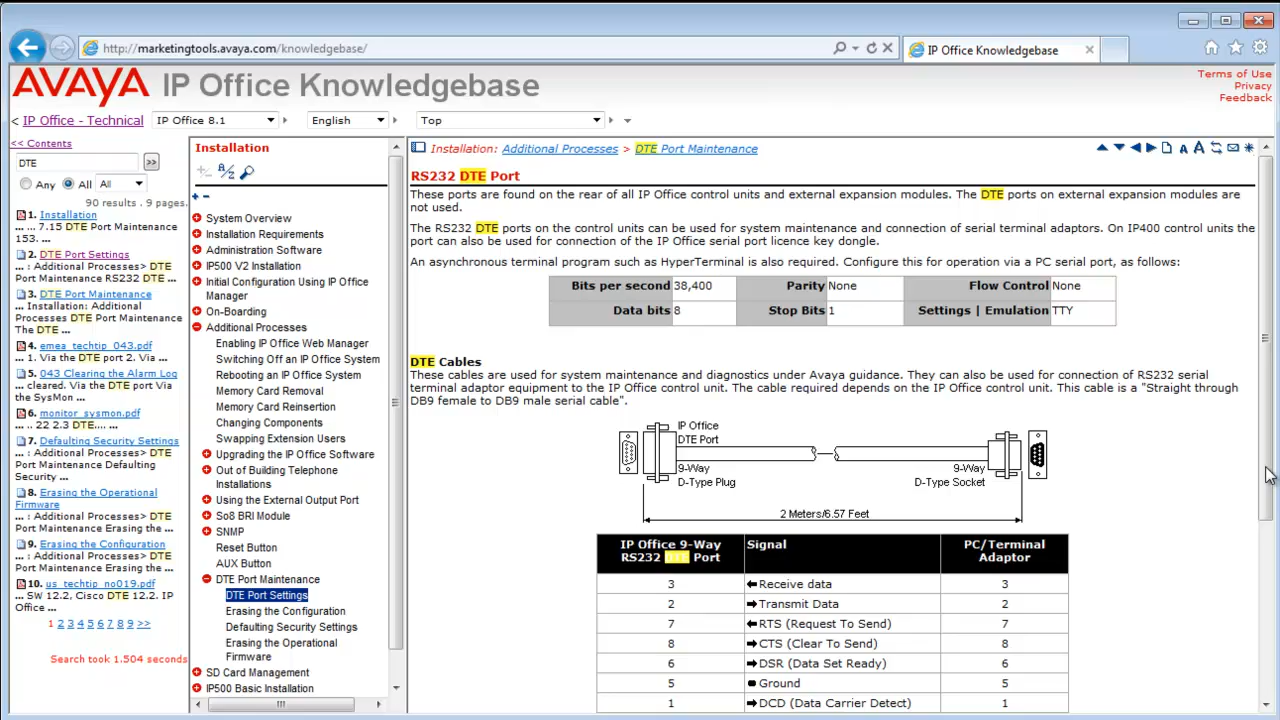 http://marketingtools.avaya.com/knowledgebase/
IP Office Knowledgebase
AVAYA IP Office Knowledgebase
Terms of Use
Privacy
Feedback
< IP Office - Technical
IP Office 8.1
English
Top
<< Contents
DTE
>>
Any All All
90 results . 9 pages.
1. Installation
... ... 7.15 DTE Port Maintenance
153. ...
2. DTE Port Settings
... : Additional Processes> DTE
Port Maintenance RS232 DTE ...
3. DTE Port Maintenance
... Installation: Additional
Processes DTE Port Maintenance
The DTE ...
4. emea_techtip_043.pdf
... 1. Via the DTE port 2. Via ...
5. 043 Clearing the Alarm Log
... cleared. Via the DTE port Via
the SysMon ...
6. monitor_sysmon.pdf
... .. 22 2.3 DTE.... ...
7. Defaulting Security Settings
... : Additional Processes> DTE
Port Maintenance Defaulting
Security ...
8. Erasing the Operational
Firmware
... : Additional Processes> DTE
Port Maintenance Erasing the ...
9. Erasing the Configuration
... : Additional Processes> DTE
Port Maintenance Erasing the ...
10. us_techtip_no019.pdf
... SW 12.2, Cisco DTE 12.2. IP
Office ...
1 2 3 4 5 6 7 8 9 >>
Search took 1.504 seconds
Installation
System Overview
Installation Requirements
Administration Software
IP500 V2 Installation
Initial Configuration Using IP Office
Manager
On-Boarding
Additional Processes
Enabling IP Office Web Manager
Switching Off an IP Office System
Rebooting an IP Office System
Memory Card Removal
Memory Card Reinsertion
Changing Components
Swapping Extension Users
Upgrading the IP Office Software
Out of Building Telephone
Installations
Using the External Output Port
So8 BRI Module
SNMP
Reset Button
AUX Button
DTE Port Maintenance
DTE Port Settings
Erasing the Configuration
Defaulting Security Settings
Erasing the Operational
Firmware
SD Card Management
IP500 Basic Installation
Installation: Additional Processes > DTE Port Maintenance
RS232 DTE Port
These ports are found on the rear of all IP Office control units and external expansion modules. The DTE ports on external expansion modules are
not used.
The RS232 DTE ports on the control units can be used for system maintenance and connection of serial terminal adaptors. On IP400 control units the
port can also be used for connection of the IP Office serial port licence key dongle.
An asynchronous terminal program such as HyperTerminal is also required. Configure this for operation via a PC serial port, as follows:
Bits per second 38,400 Parity None Flow Control None
Data bits 8 Stop Bits 1 Settings | Emulation TTY
DTE Cables
These cables are used for system maintenance and diagnostics under Avaya guidance. They can also be used for connection of RS232 serial
terminal adaptor equipment to the IP Office control unit. The cable required depends on the IP Office control unit. This cable is a "Straight through
DB9 female to DB9 male serial cable".
IP Office
DTE Port
9-Way
D-Type Plug
9-Way
D-Type Socket
2 Meters/6.57 Feet
IP Office 9-Way
RS232 DTE Port
Signal
PC/Terminal
Adaptor
3 Receive data 3
2 Transmit Data 2
7 RTS (Request To Send) 7
8 CTS (Clear To Send) 8
6 DSR (Data Set Ready) 6
5 Ground 5
1 DCD (Data Carrier Detect) 1